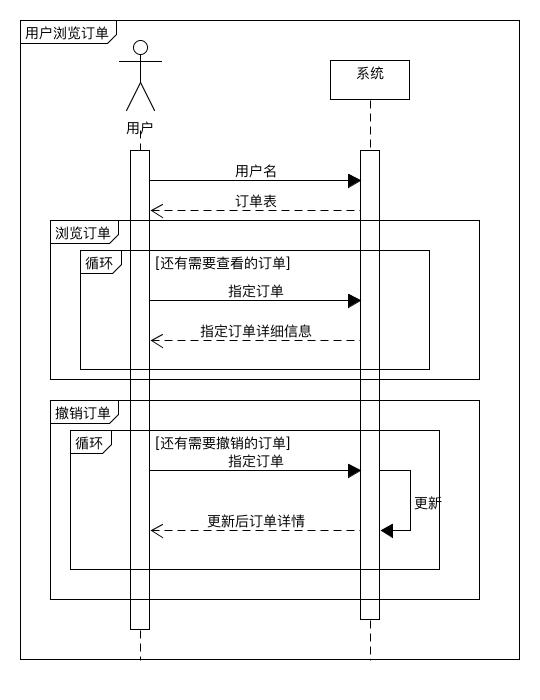 用户浏览订单
系统
用户
用户名
订单表
浏览订单
循环
[还有需要查看的订单]
指定订单
指定订单详细信息
撤销订单
循环
[还有需要撤销的订单]
指定订单
更新
更新后订单详情